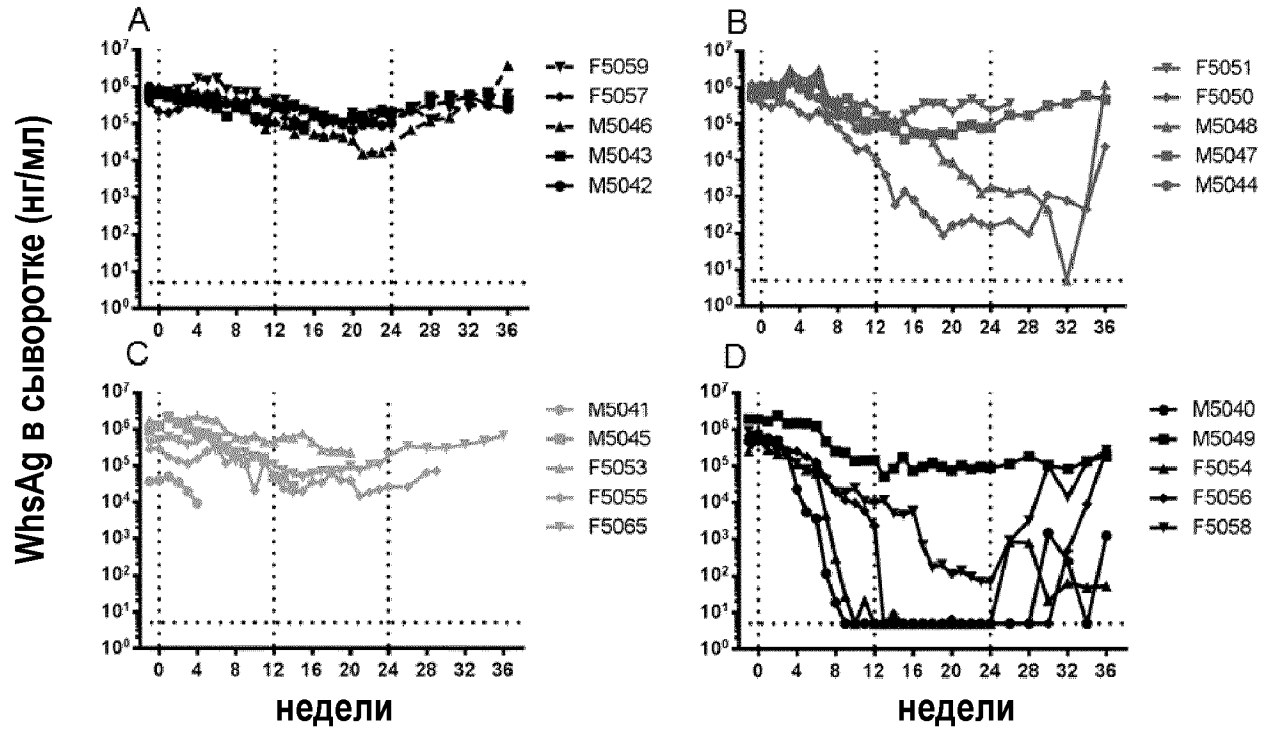 A
10⁷
10⁶
10⁵
10⁴
10³
10²
10¹
10⁰
0 4 8 12 16 20 24 28 32 36
F5059
F5057
M5046
M5043
M5042
B
10⁷
10⁶
10⁵
10⁴
10³
10²
10¹
10⁰
0 4 8 12 16 20 24 28 32 36
F5051
F5050
M5048
M5047
M5044
WhsAg в сыворотке (нг/мл)
C
10⁷
10⁶
10⁵
10⁴
10³
10²
10¹
10⁰
0 4 8 12 16 20 24 28 32 36
M5041
M5045
F5053
F5055
F5065
недели
D
10⁷
10⁶
10⁵
10⁴
10³
10²
10¹
10⁰
0 4 8 12 16 20 24 28 32 36
M5040
M5049
F5054
F5056
F5058
недели